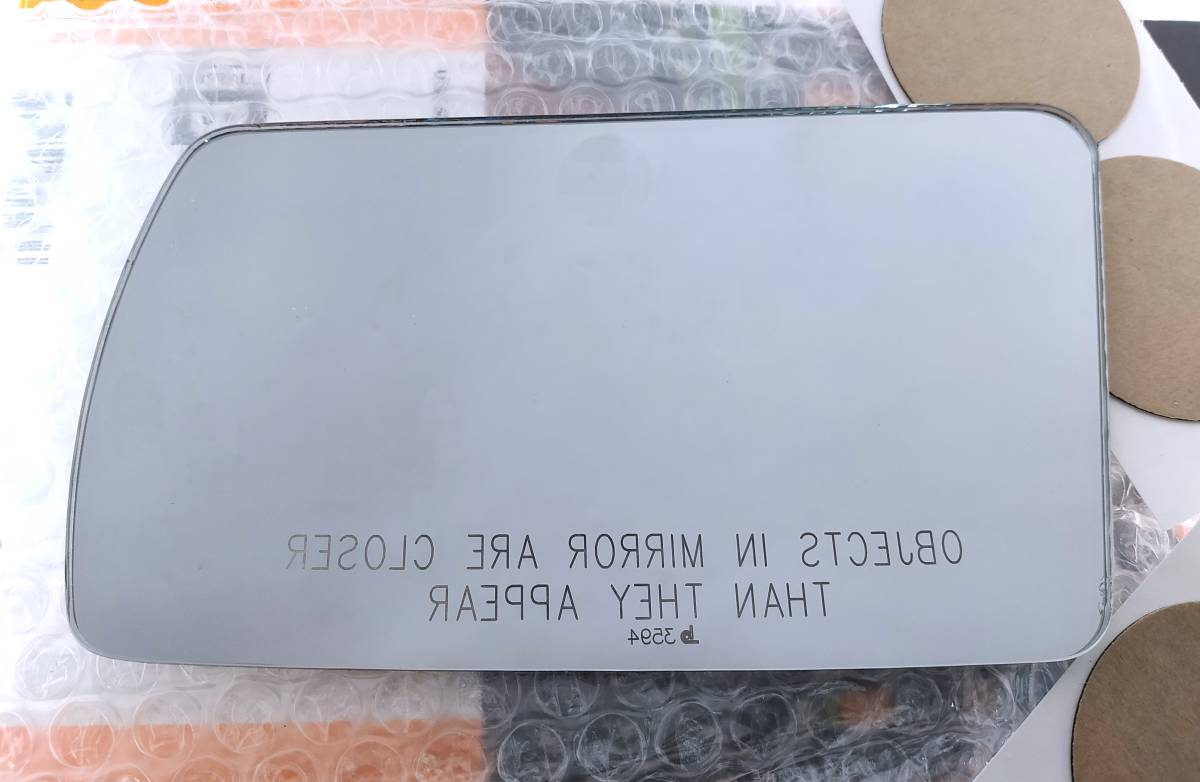 OBJECTS IN MIRROR ARE CLOSER
THAN THEY APPEAR
3594